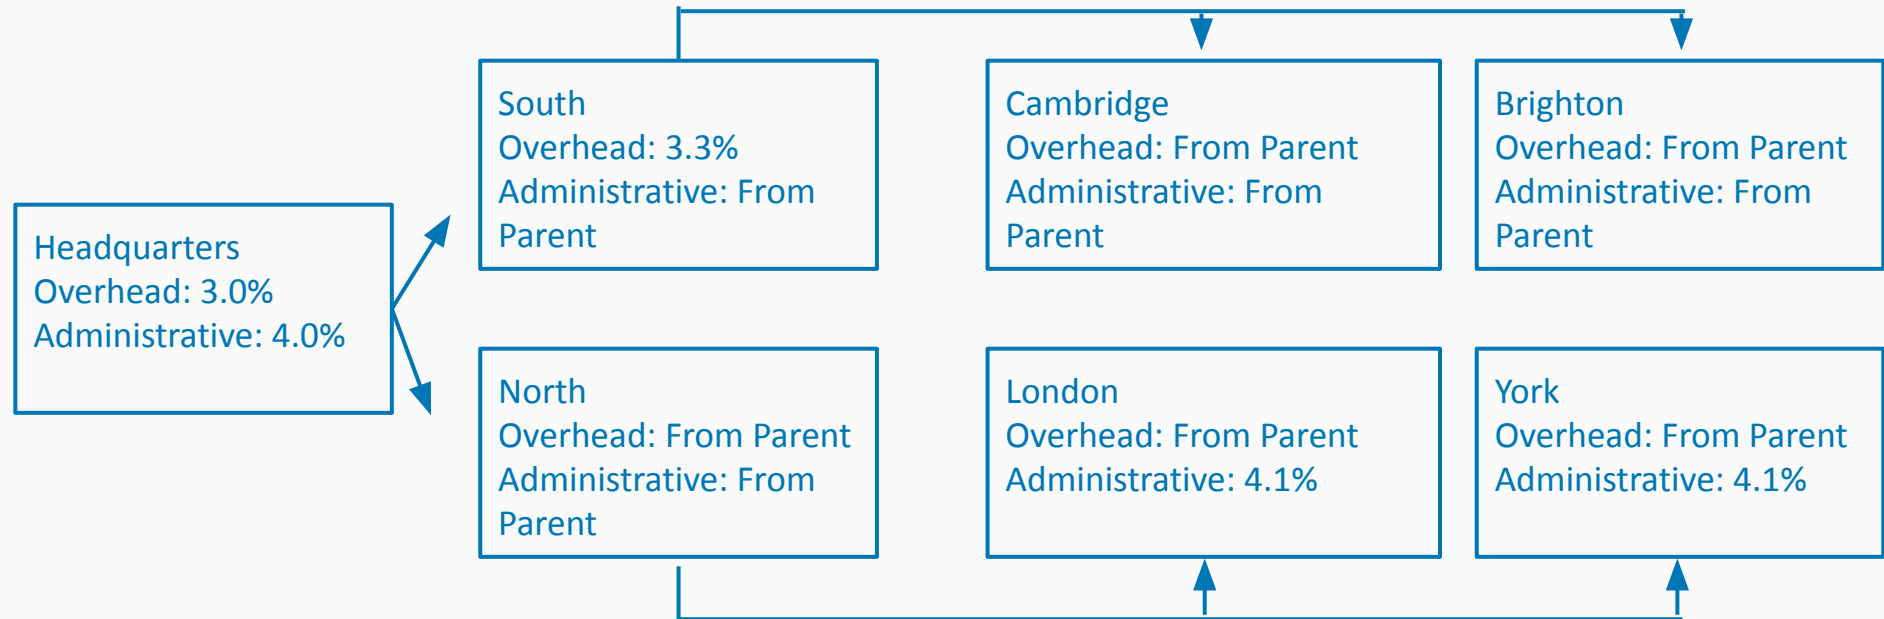 Headquarters
Overhead: 3.0%
Administrative: 4.0%
South
Overhead: 3.3%
Administrative: From
Parent
Cambridge
Overhead: From Parent
Administrative: From
Parent
Brighton
Overhead: From Parent
Administrative: From
Parent
North
Overhead: From Parent
Administrative: From
Parent
London
Overhead: From Parent
Administrative: 4.1%
York
Overhead: From Parent
Administrative: 4.1%